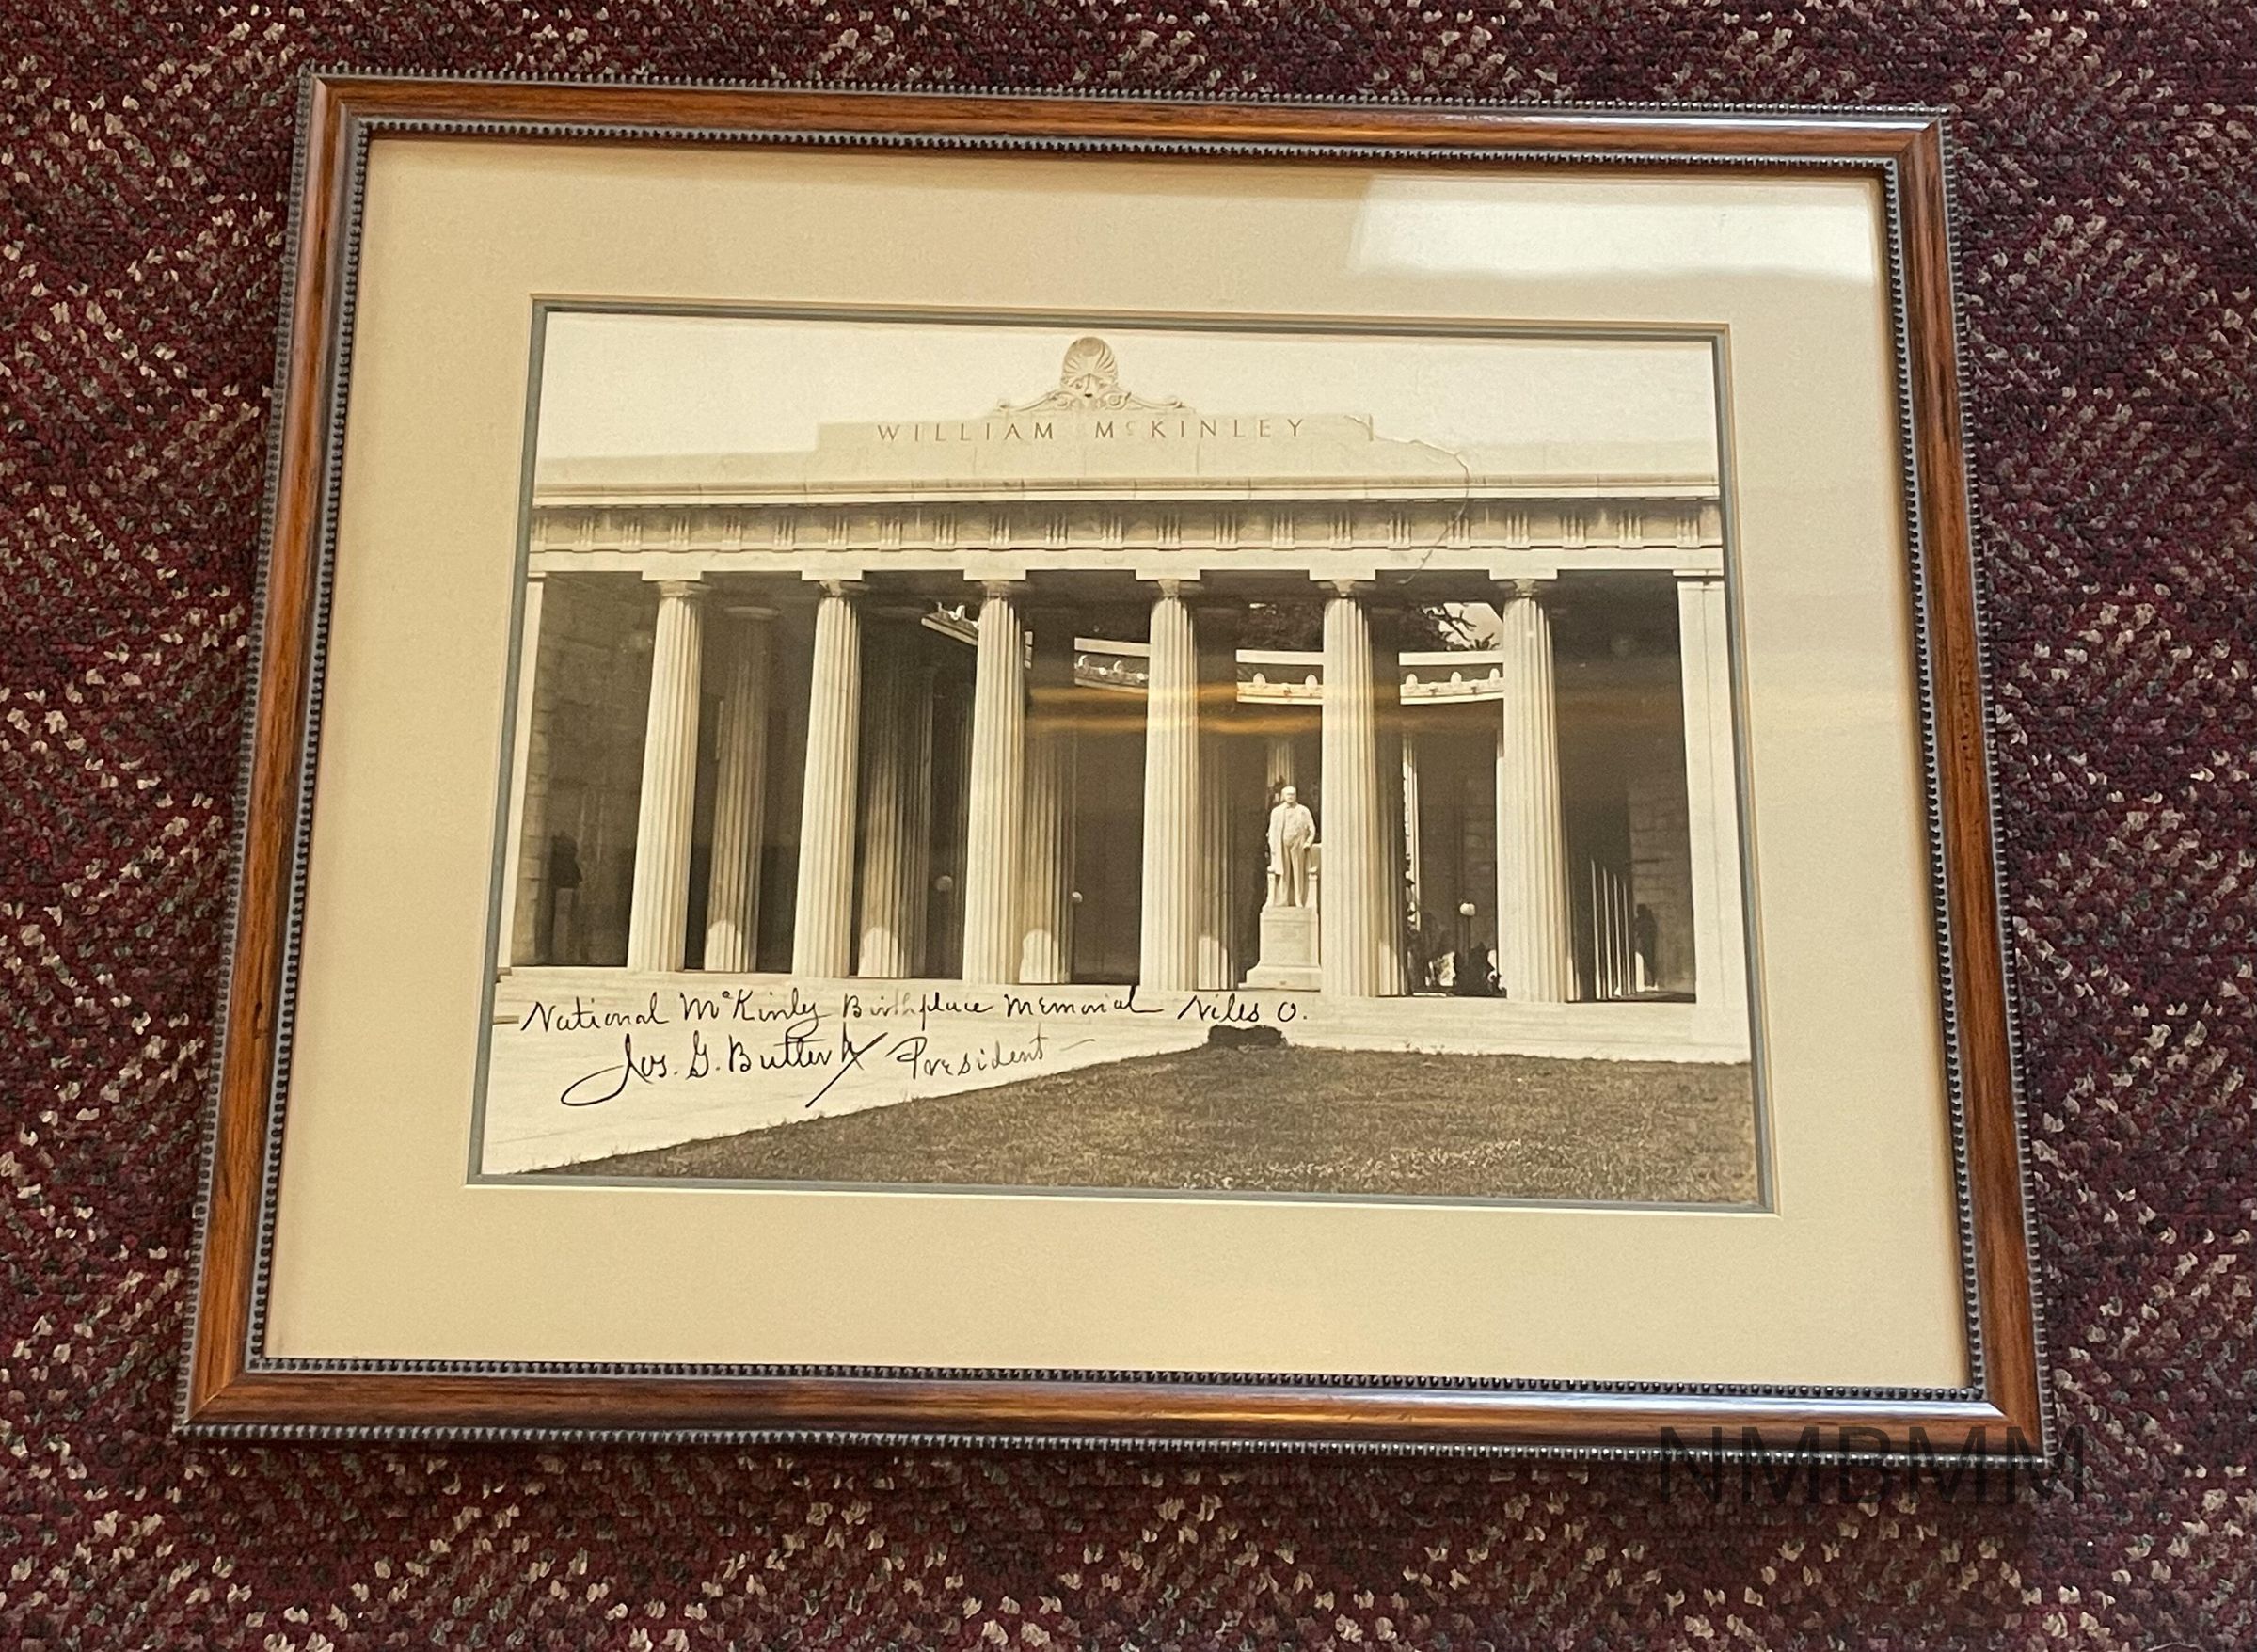 WILLIAM McKINLEY
National McKinley Birthplace Memorial Niles O.
Jos. G. Butler Jr President
NMBMM